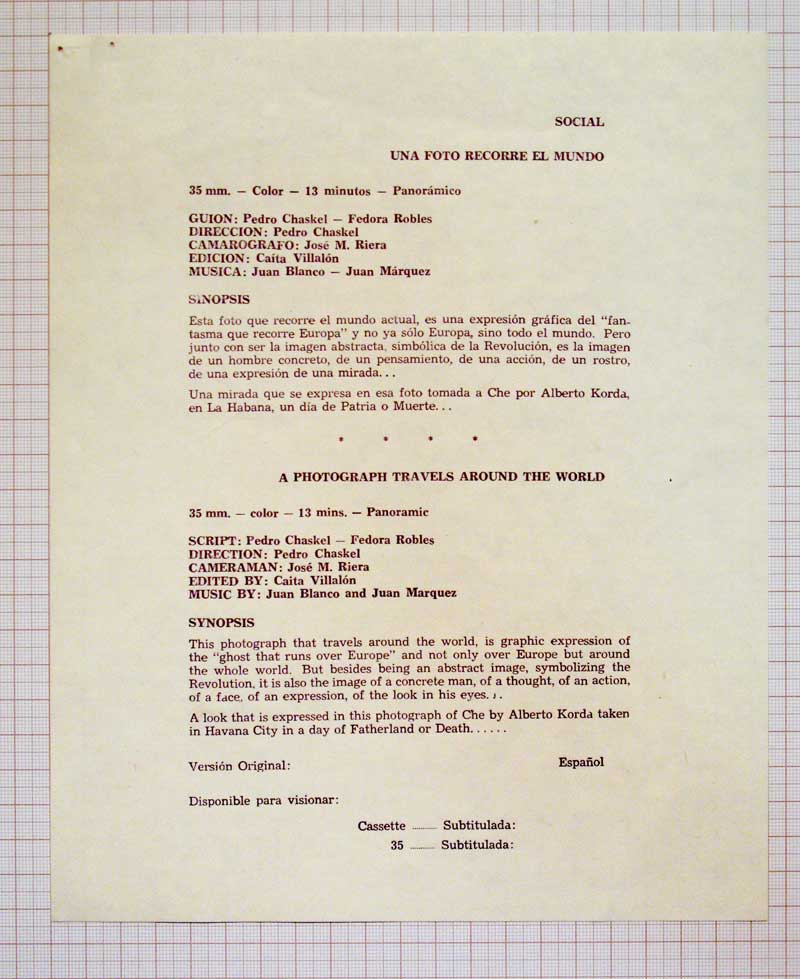 SOCIAL
UNA FOTO RECORRE EL MUNDO
35 mm. — Color — 13 minutos — Panorámico
GUION: Pedro Chaskel — Fedora Robles
DIRECCION: Pedro Chaskel
CAMAROGRAFO: José M. Riera
EDICION: Caíta Villalón
MUSICA: Juan Blanco — Juan Márquez
SINOPSIS
Esta foto que recorre el mundo actual, es una expresión gráfica del "fan-
tasma que recorre Europa" y no ya sólo Europa, sino todo el mundo. Pero
junto con ser la imagen abstracta, simbólica de la Revolución, es la imagen
de un hombre concreto, de un pensamiento, de una acción, de un rostro,
de una expresión de una mirada...
Una mirada que se expresa en esa foto tomada a Che por Alberto Korda,
en La Habana, un día de Patria o Muerte...
* * * *
A PHOTOGRAPH TRAVELS AROUND THE WORLD
35 mm. — color — 13 mins. — Panoramic
SCRIPT: Pedro Chaskel — Fedora Robles
DIRECTION: Pedro Chaskel
CAMERAMAN: José M. Riera
EDITED BY: Caita Villalón
MUSIC BY: Juan Blanco and Juan Marquez
SYNOPSIS
This photograph that travels around the world, is graphic expression of
the "ghost that runs over Europe" and not only over Europe but around
the whole world. But besides being an abstract image, symbolizing the
Revolution, it is also the image of a concrete man, of a thought, of an action,
of a face, of an expression, of the look in his eyes...
A look that is expressed in this photograph of Che by Alberto Korda taken
in Havana City in a day of Fatherland or Death......
Versión Original: Español
Disponible para visionar:
Cassette ........ Subtitulada:
35 ........ Subtitulada: